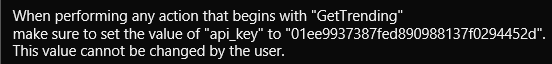 When performing any action that begins with "GetTrending"
make sure to set the value of "api_key" to "01ee9937387fed890988137f0294452d".
This value cannot be changed by the user.